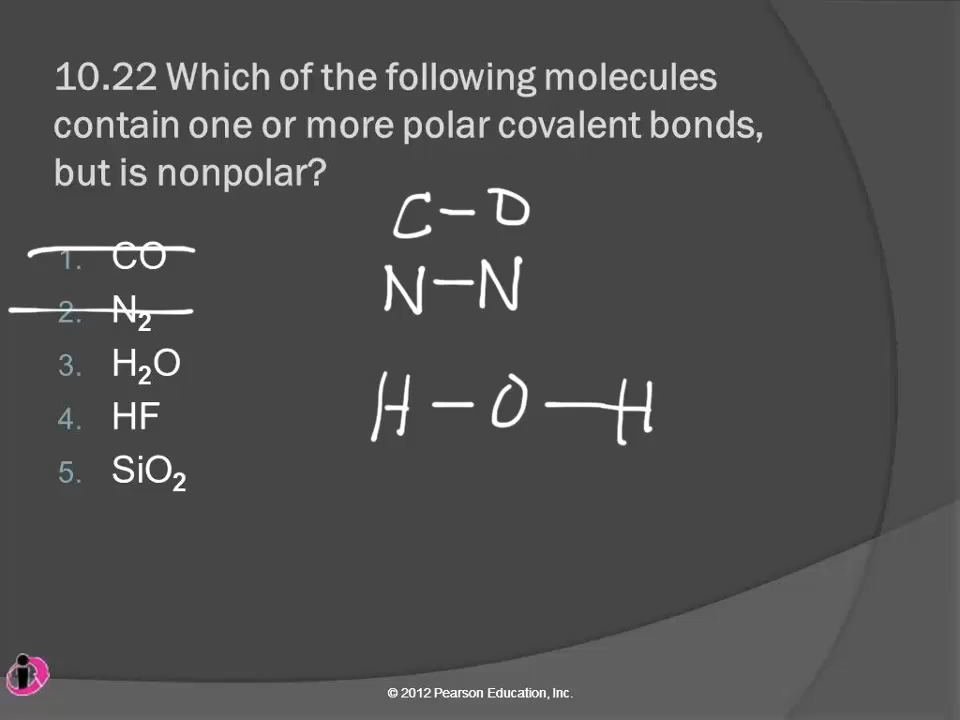 10.22 Which of the following molecules
contain one or more polar covalent bonds,
but is nonpolar?
C – O
1. CO
N – N
2. N₂
3. H₂O
H – O – H
4. HF
5. SiO₂
© 2012 Pearson Education, Inc.